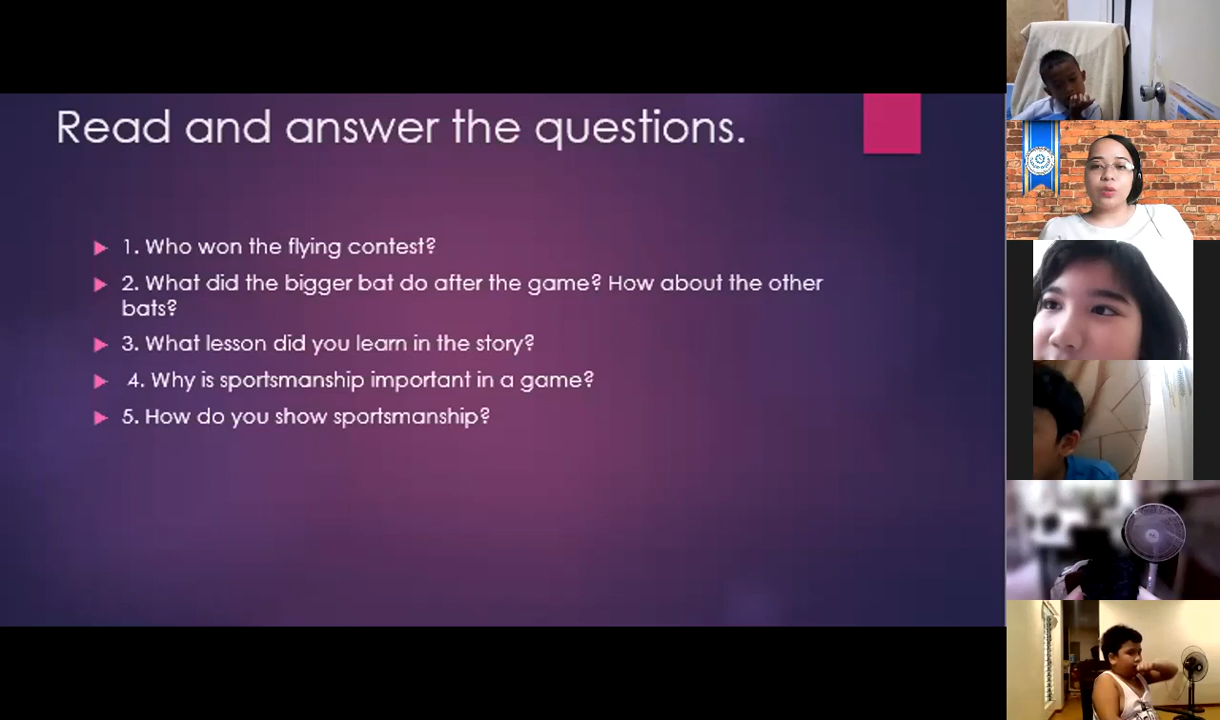 Read and answer the questions.
1. Who won the flying contest?
2. What did the bigger bat do after the game? How about the other
bats?
3. What lesson did you learn in the story?
4. Why is sportsmanship important in a game?
5. How do you show sportsmanship?